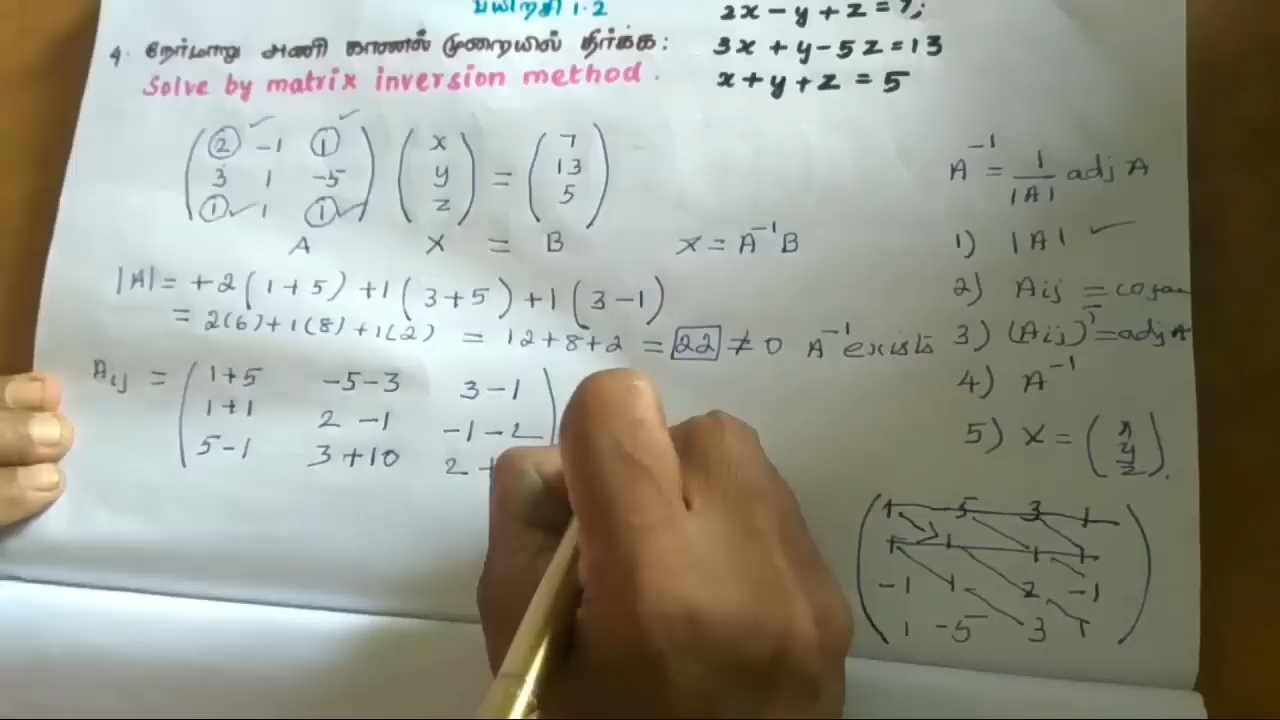 பயிற்சி 1.2
4. நேர்மாறு அணி காணல் முறையில் தீர்க்க:
Solve by matrix inversion method.
2x - y + z = 7;
3x + y - 5z = 13
x + y + z = 5
( 2 -1 1 ) ( x ) = ( 7 )
( 3 1 -5 ) ( y ) ( 13 )
( 1 1 1 ) ( z ) ( 5 )
A X = B X = A⁻¹B
|A| = +2(1+5) +1(3+5) +1(3-1)
= 2(6)+1(8)+1(2) = 12+8+2 = 22 ≠ 0 A⁻¹ exists
Aij = ( 1+5 -5-3 3-1 )
( 1+1 2-1 -1-2 )
( 5-1 3+10 2+
A⁻¹ = 1/|A| adj A
1) |A| ✓
2) Aij =
3) (Aij)ᵀ = adj A
4) A⁻¹
5) X = ( x y z ).
( 1 -5 3 1 )
( 1 1 1 1 )
( -1 1 2 -1 )
( 1 -5 3 1 )